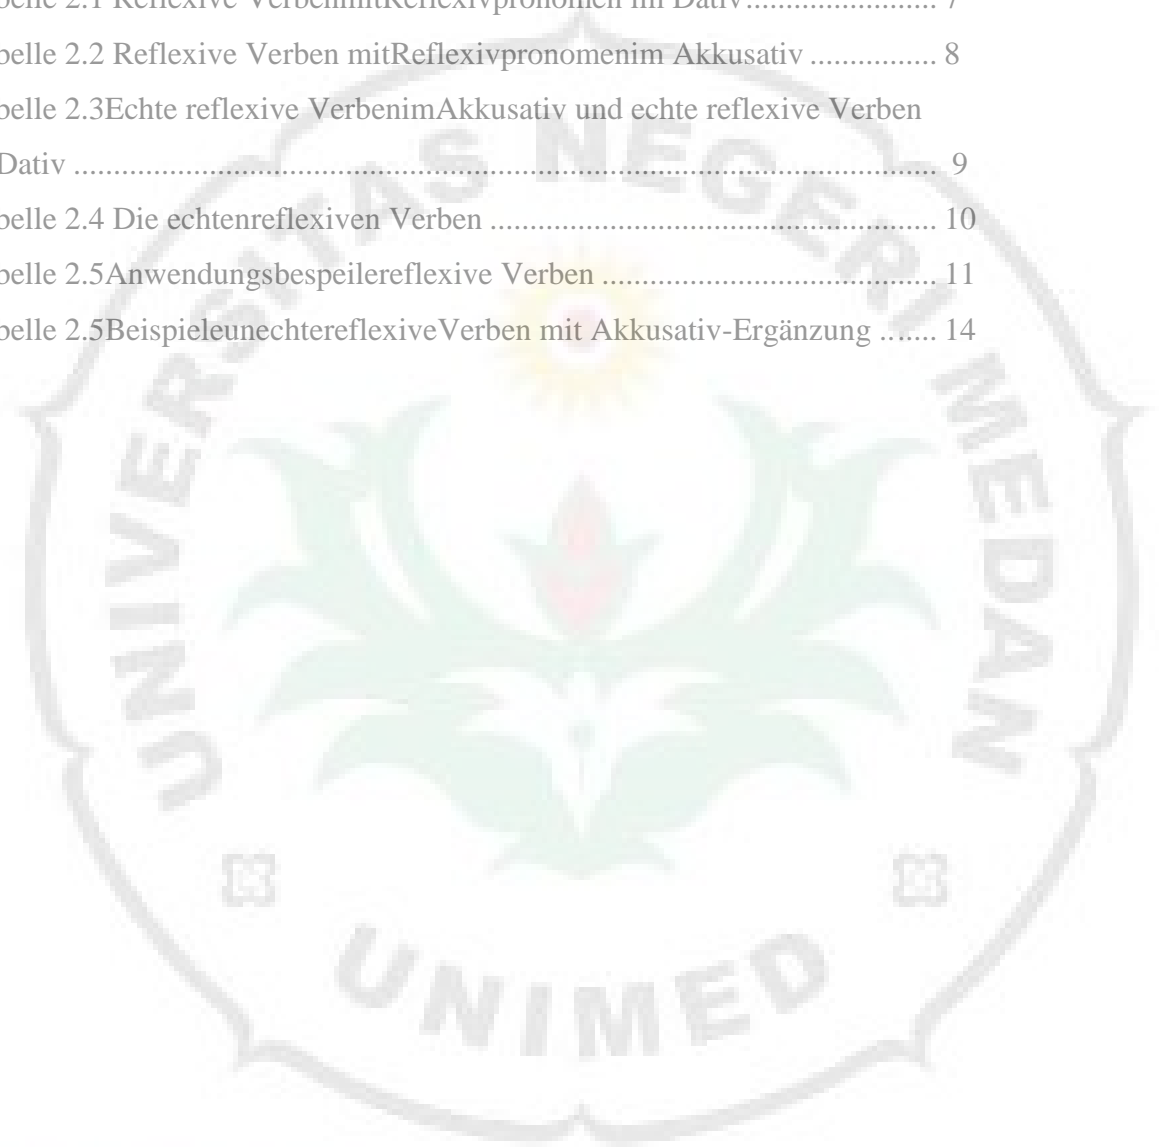 belle 2.1 Reflexive VerbenmitReflexivpronomen im Dativ........................ 7
belle 2.2 Reflexive Verben mitReflexivpronomenim Akkusativ ................ 8
belle 2.3Echte reflexive VerbenimAkkusativ und echte reflexive Verben
Dativ ............................................................................................................ 9
belle 2.4 Die echtenreflexiven Verben ........................................................ 10
belle 2.5Anwendungsbespeilereflexive Verben .......................................... 11
belle 2.5BeispieleunechtereflexiveVerben mit Akkusativ-Ergänzung ....... 14
UNIVERSITAS NEGERI MEDAN
UNIMED